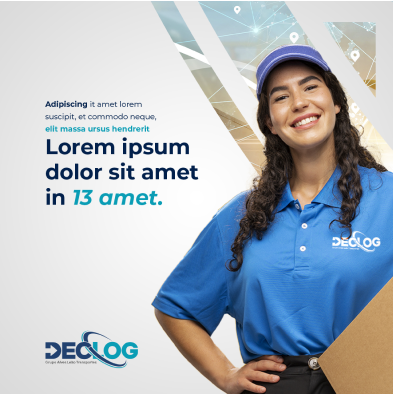 Adipiscing it amet lorem
suscipit, et commodo neque,
elit massa ursus hendrerit
Lorem ipsum
dolor sit amet
in 13 amet.
DECLOG
DECLOG